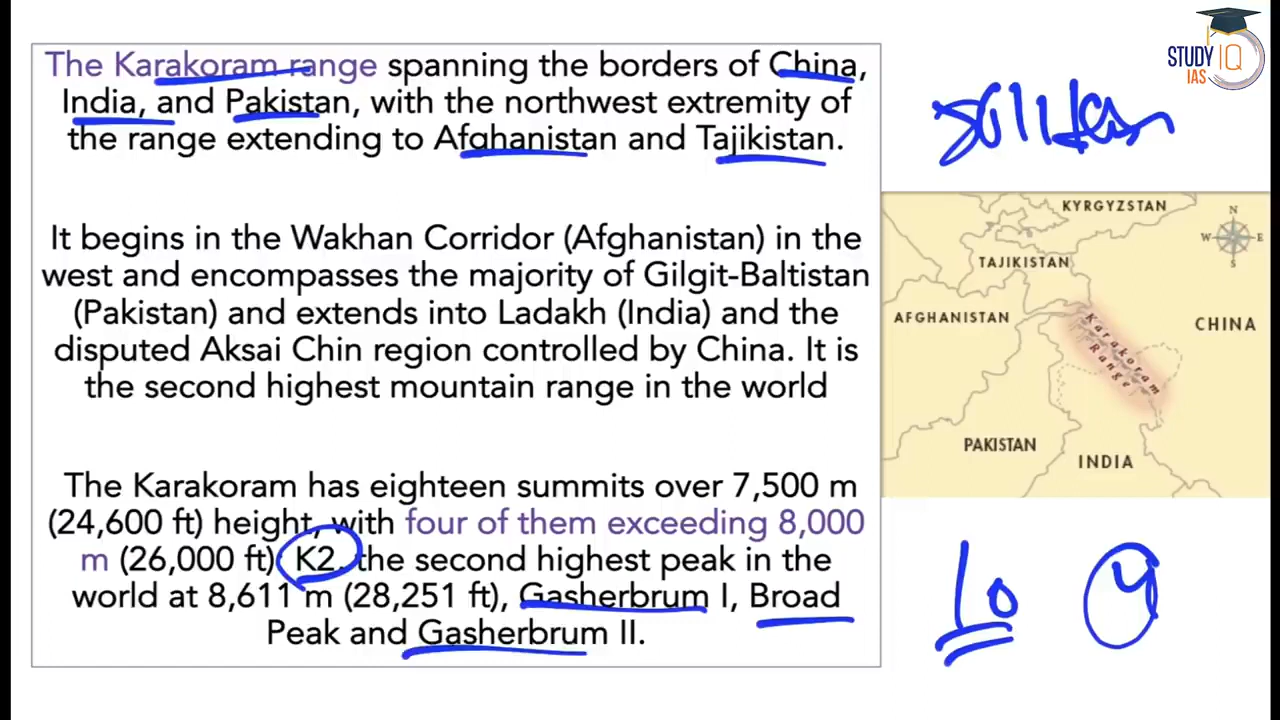 The Karakoram range spanning the borders of China,
India, and Pakistan, with the northwest extremity of
the range extending to Afghanistan and Tajikistan.
It begins in the Wakhan Corridor (Afghanistan) in the
west and encompasses the majority of Gilgit-Baltistan
(Pakistan) and extends into Ladakh (India) and the
disputed Aksai Chin region controlled by China. It is
the second highest mountain range in the world
The Karakoram has eighteen summits over 7,500 m
(24,600 ft) height, with four of them exceeding 8,000
m (26,000 ft) K2, the second highest peak in the
world at 8,611 m (28,251 ft), Gasherbrum I, Broad
Peak and Gasherbrum II.
STUDY IQ
IAS
KYRGYZSTAN
N
W E
S
TAJIKISTAN
AFGHANISTAN
CHINA
Karakoram
Range
PAKISTAN
INDIA
10